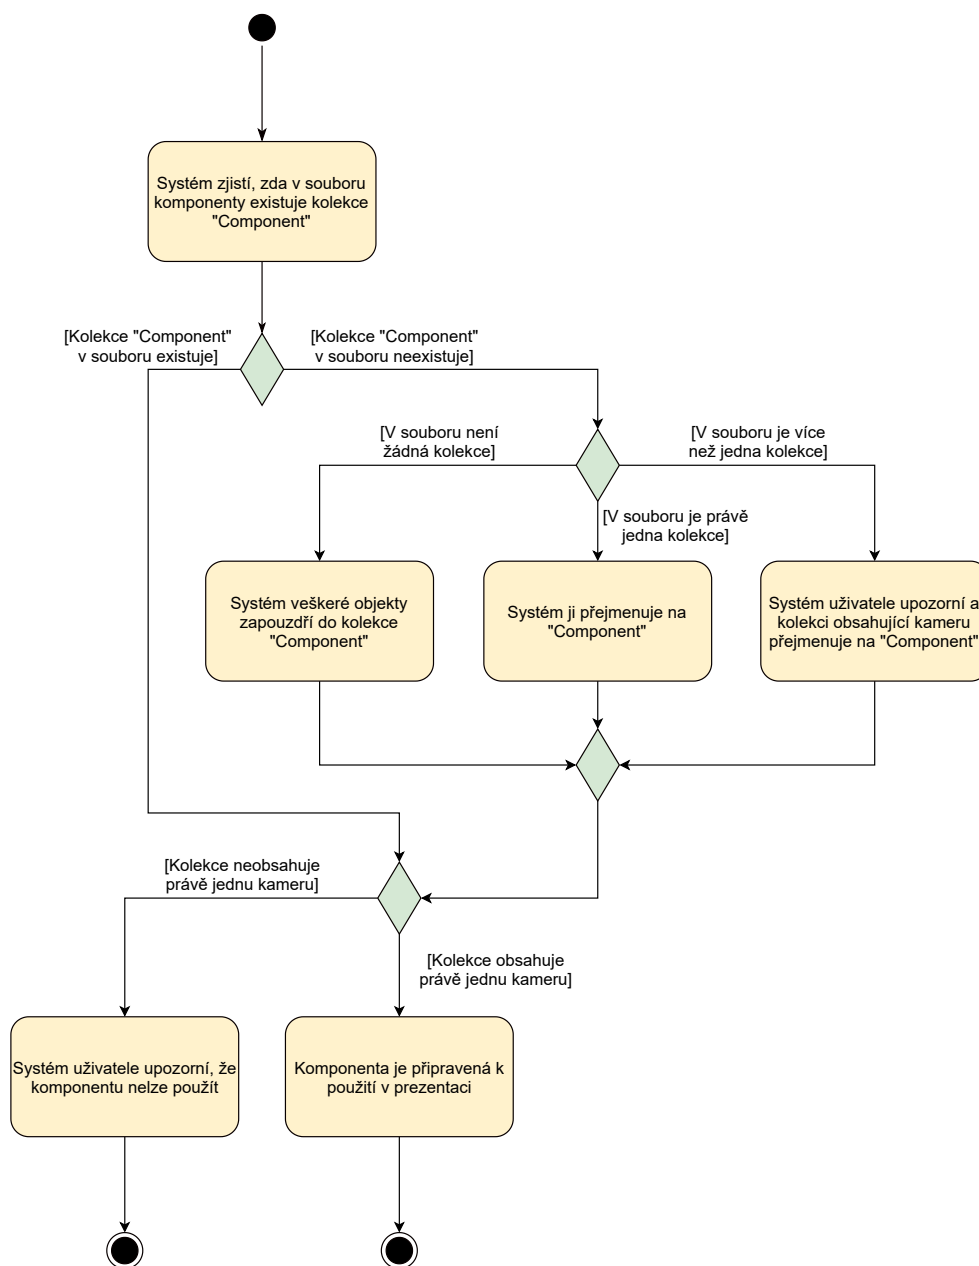 Systém zjistí, zda v souboru
komponenty existuje kolekce
"Component"
[Kolekce "Component"
v souboru existuje]
[Kolekce "Component"
v souboru neexistuje]
[V souboru není
žádná kolekce]
[V souboru je více
než jedna kolekce]
[V souboru je právě
jedna kolekce]
Systém veškeré objekty
zapouzdří do kolekce
"Component"
Systém ji přejmenuje na
"Component"
Systém uživatele upozorní a
kolekci obsahující kameru
přejmenuje na "Component"
[Kolekce neobsahuje
právě jednu kameru]
[Kolekce obsahuje
právě jednu kameru]
Systém uživatele upozorní, že
komponentu nelze použít
Komponenta je připravená k
použití v prezentaci